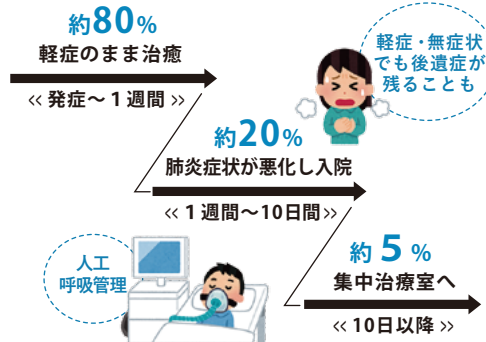 約80%
軽症のまま治癒
≪ 発症～1週間 ≫
軽症・無症状
でも後遺症が
残ることも
約20%
肺炎症状が悪化し入院
≪ 1週間～10日間 ≫
人工
呼吸管理
約5%
集中治療室へ
≪ 10日以降 ≫